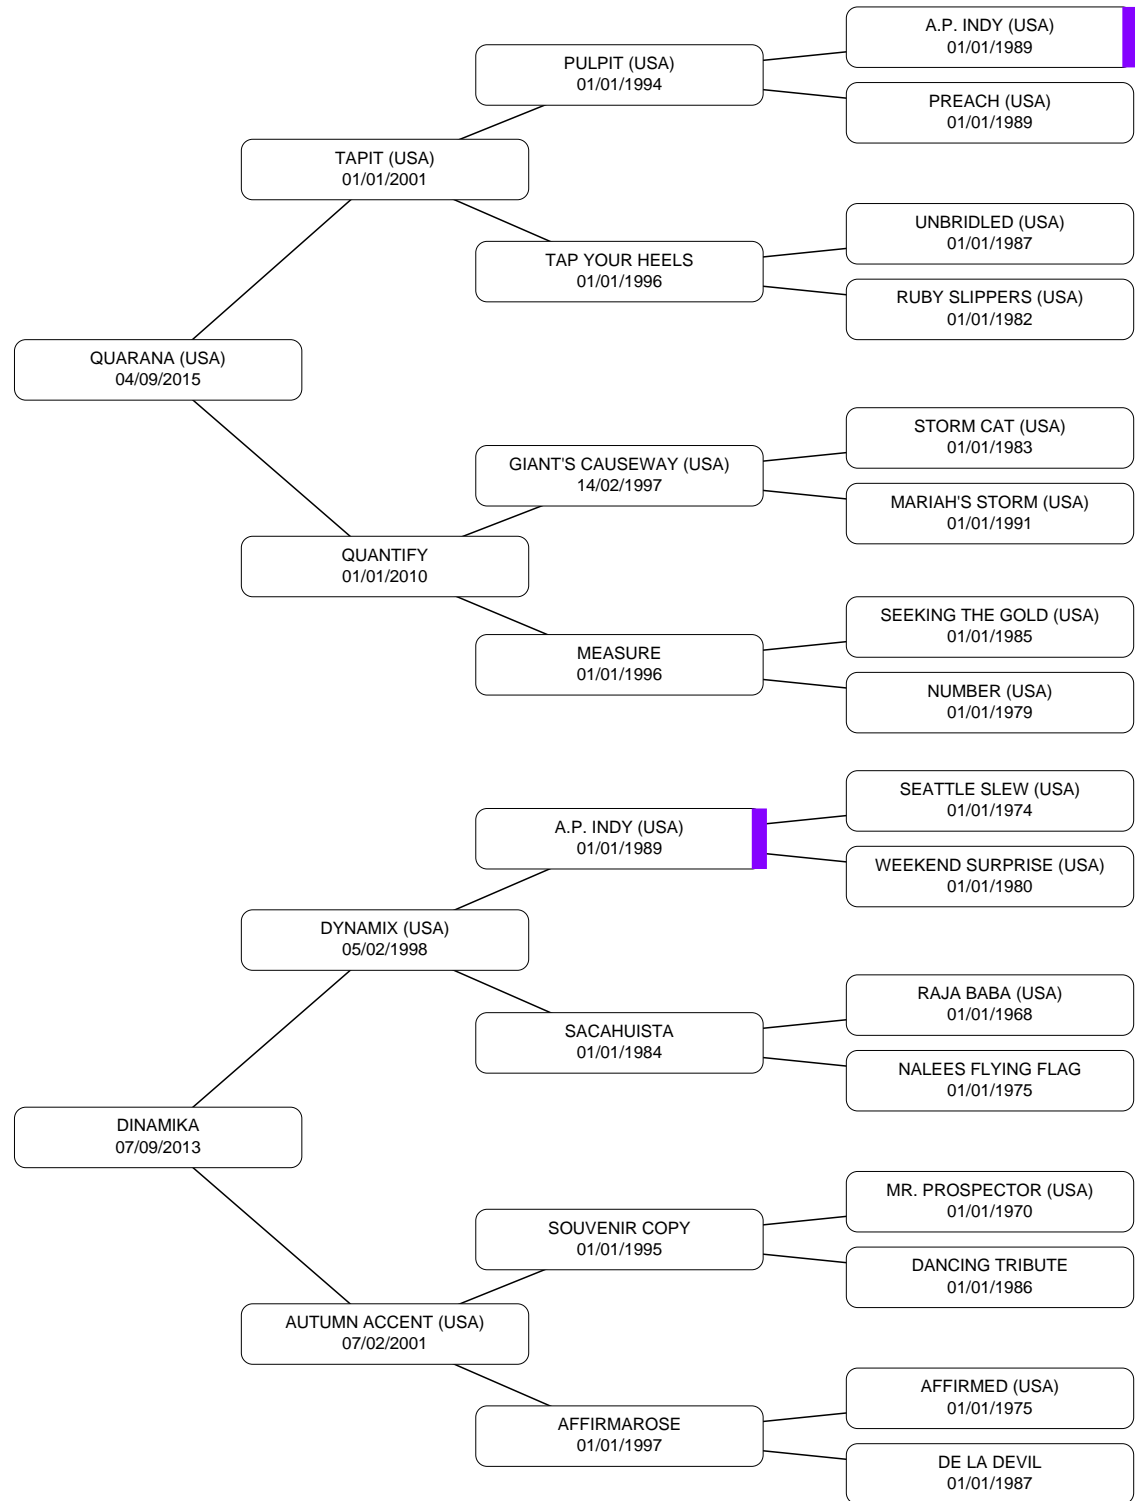 A.P. INDY (USA)
01/01/1989
PULPIT (USA)
01/01/1994
PREACH (USA)
01/01/1989
TAPIT (USA)
01/01/2001
UNBRIDLED (USA)
01/01/1987
TAP YOUR HEELS
01/01/1996
RUBY SLIPPERS (USA)
01/01/1982
QUARANA (USA)
04/09/2015
STORM CAT (USA)
01/01/1983
GIANT'S CAUSEWAY (USA)
14/02/1997
MARIAH'S STORM (USA)
01/01/1991
QUANTIFY
01/01/2010
SEEKING THE GOLD (USA)
01/01/1985
MEASURE
01/01/1996
NUMBER (USA)
01/01/1979
SEATTLE SLEW (USA)
01/01/1974
A.P. INDY (USA)
01/01/1989
WEEKEND SURPRISE (USA)
01/01/1980
DYNAMIX (USA)
05/02/1998
RAJA BABA (USA)
01/01/1968
SACAHUISTA
01/01/1984
NALEES FLYING FLAG
01/01/1975
DINAMIKA
07/09/2013
MR. PROSPECTOR (USA)
01/01/1970
SOUVENIR COPY
01/01/1995
DANCING TRIBUTE
01/01/1986
AUTUMN ACCENT (USA)
07/02/2001
AFFIRMED (USA)
01/01/1975
AFFIRMAROSE
01/01/1997
DE LA DEVIL
01/01/1987